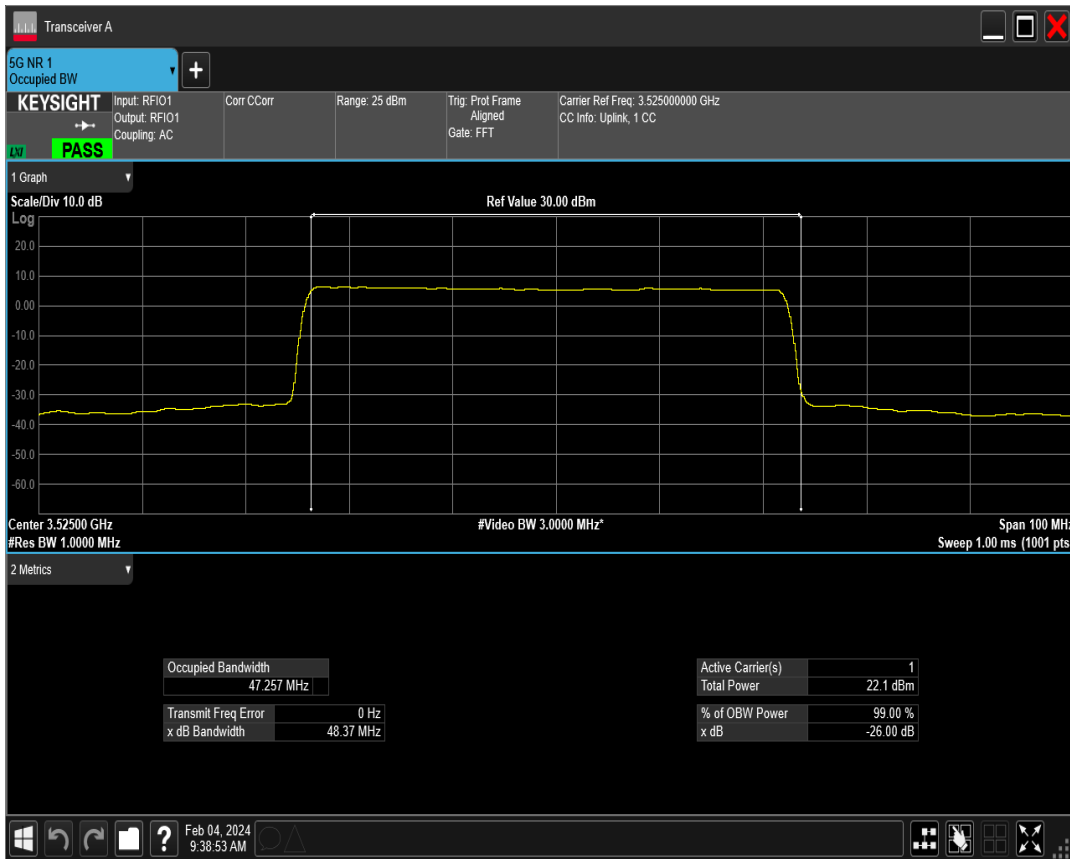 Transceiver A
5G NR 1
Occupied BW
KEYSIGHT
LXI
PASS
Input: RFIO1
Output: RFIO1
Coupling: AC
Corr CCorr
Range: 25 dBm
Trig: Prot Frame
Aligned
Gate: FFT
Carrier Ref Freq: 3.525000000 GHz
CC Info: Uplink, 1 CC
1 Graph
Scale/Div 10.0 dB
Ref Value 30.00 dBm
Log
20.0
10.0
0.00
-10.0
-20.0
-30.0
-40.0
-50.0
-60.0
Center 3.52500 GHz
#Video BW 3.0000 MHz*
Span 100 MHz
#Res BW 1.0000 MHz
Sweep 1.00 ms (1001 pts
2 Metrics
Occupied Bandwidth
47.257 MHz
Transmit Freq Error 0 Hz
x dB Bandwidth 48.37 MHz
Active Carrier(s) 1
Total Power 22.1 dBm
% of OBW Power 99.00 %
x dB -26.00 dB
?
Feb 04, 2024
9:38:53 AM